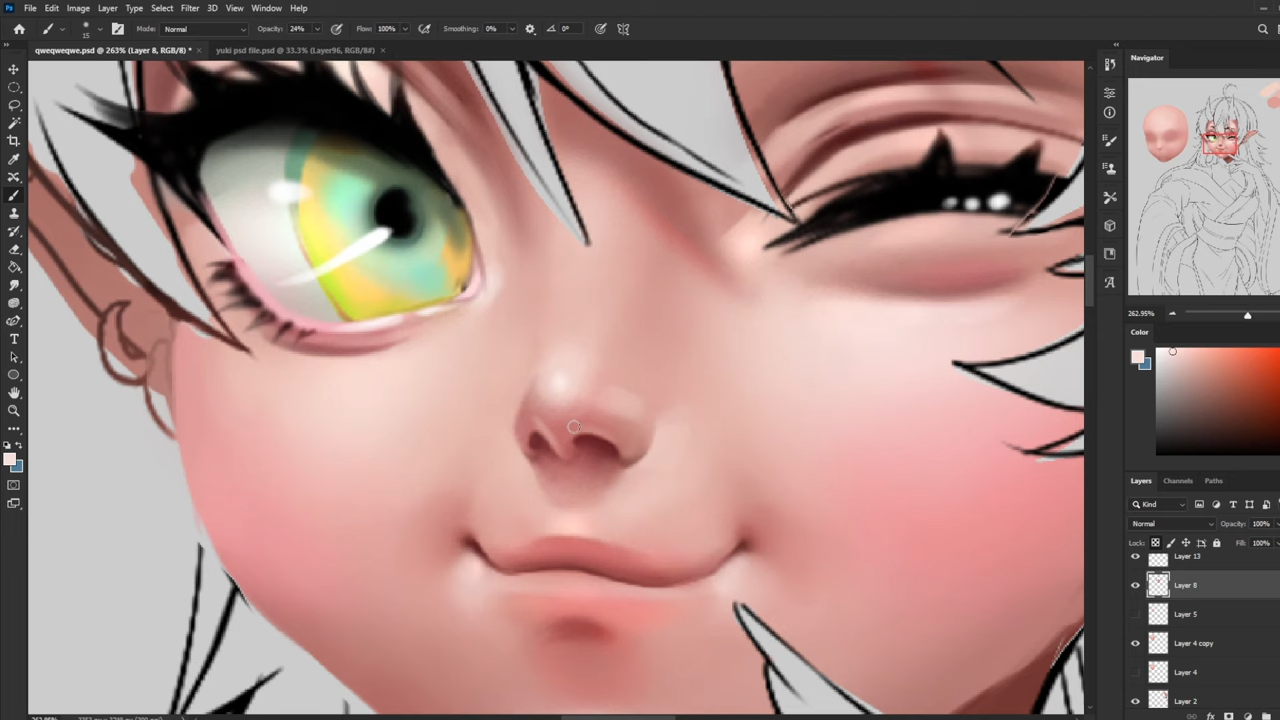 Ps File Edit Image Layer Type Select Filter 3D View Window Help
15 Mode: Normal Opacity: 24% Flow: 100% Smoothing: 0% 0°
qweqweqwe.psd @ 263% (Layer 8, RGB/8) * × yuki psd file.psd @ 33.3% (Layer96, RGB/8#) ×
Navigator
262.95%
Color
Layers Channels Paths
Kind
Normal Opacity: 100%
Lock: Fill: 100%
Layer 13
Layer 8
Layer 5
Layer 4 copy
Layer 4
Layer 2
fx